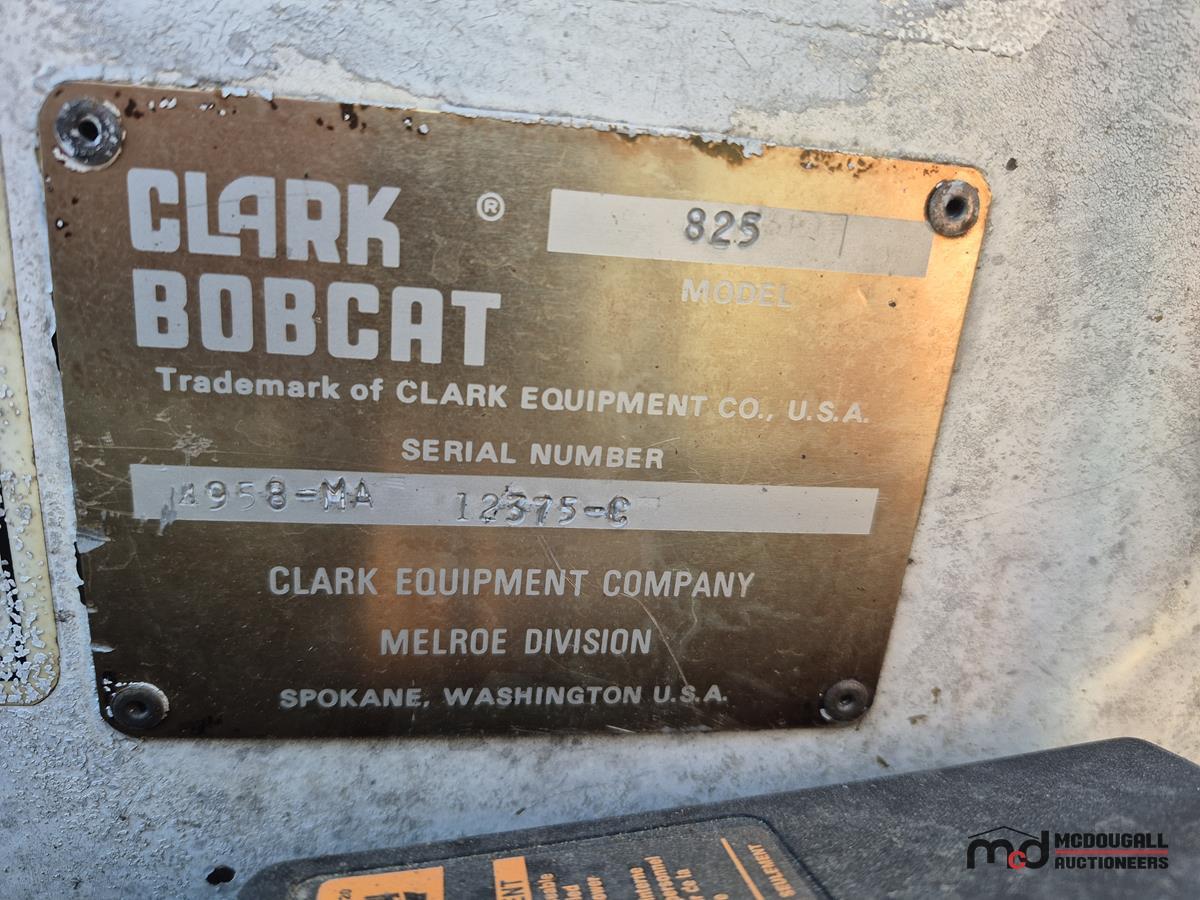 CLARK ®
BOBCAT
825
MODEL
Trademark of CLARK EQUIPMENT CO., U.S.A.
SERIAL NUMBER
4958-MA 12375-C
CLARK EQUIPMENT COMPANY
MELROE DIVISION
SPOKANE, WASHINGTON U.S.A.
mcd MCDOUGALL
AUCTIONEERS